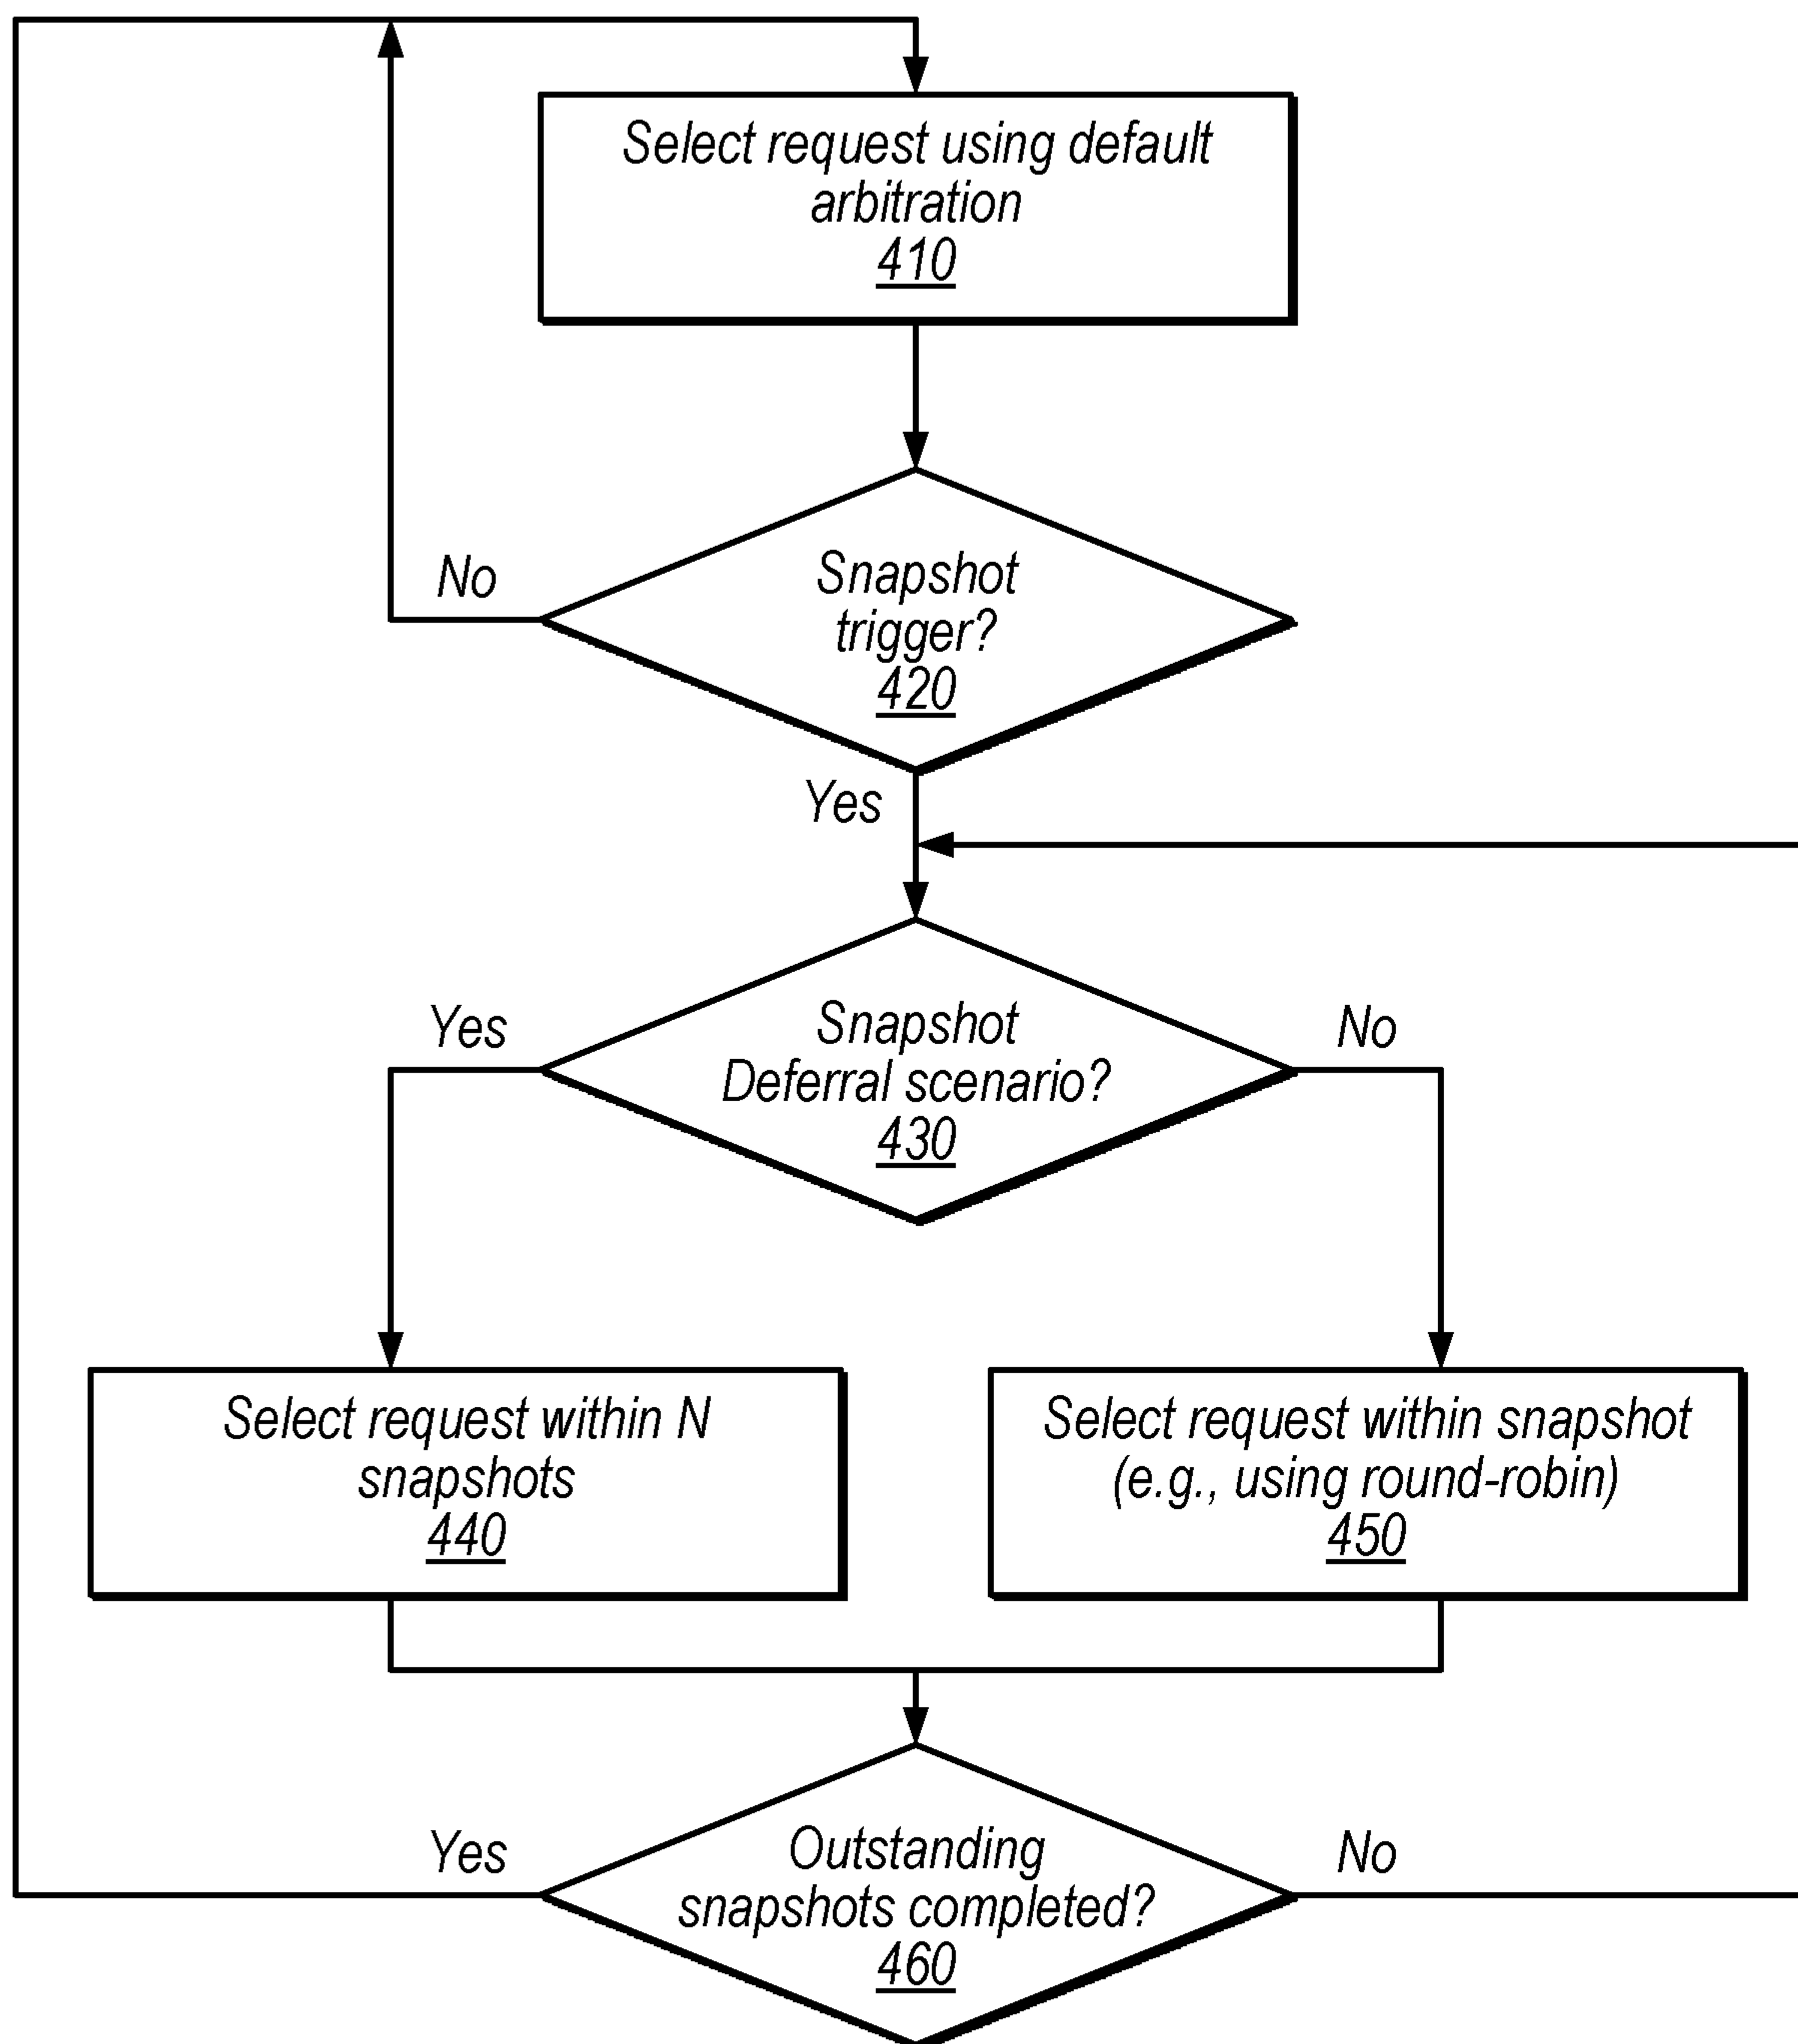 Select request using default
arbitration
410
No
Snapshot
trigger?
420
Yes
Yes
Snapshot
Deferral scenario?
430
No
Select request within N
snapshots
440
Select request within snapshot
(e.g., using round-robin)
450
Yes
Outstanding
snapshots completed?
460
No